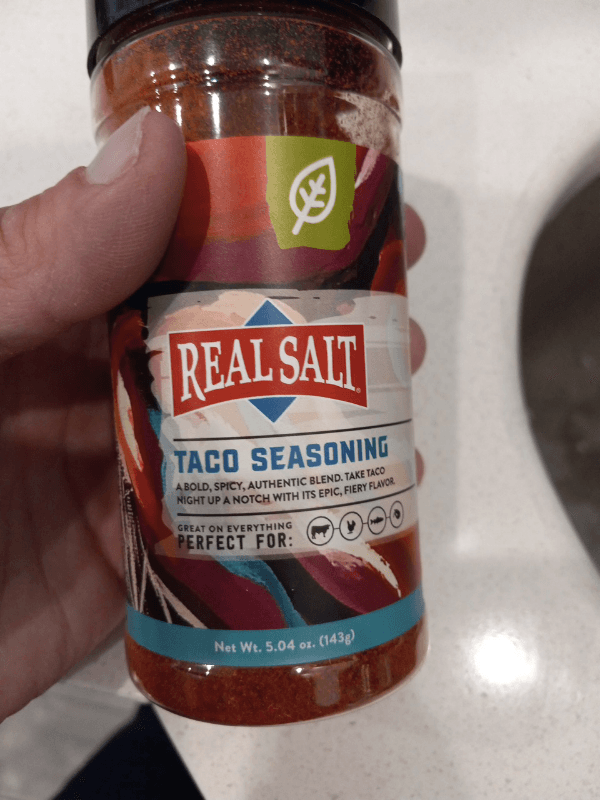 REAL SALT®
TACO SEASONING
A BOLD, SPICY, AUTHENTIC BLEND. TAKE TACO
NIGHT UP A NOTCH WITH ITS EPIC, FIERY FLAVOR.
GREAT ON EVERYTHING
PERFECT FOR:
Net Wt. 5.04 oz. (143g)